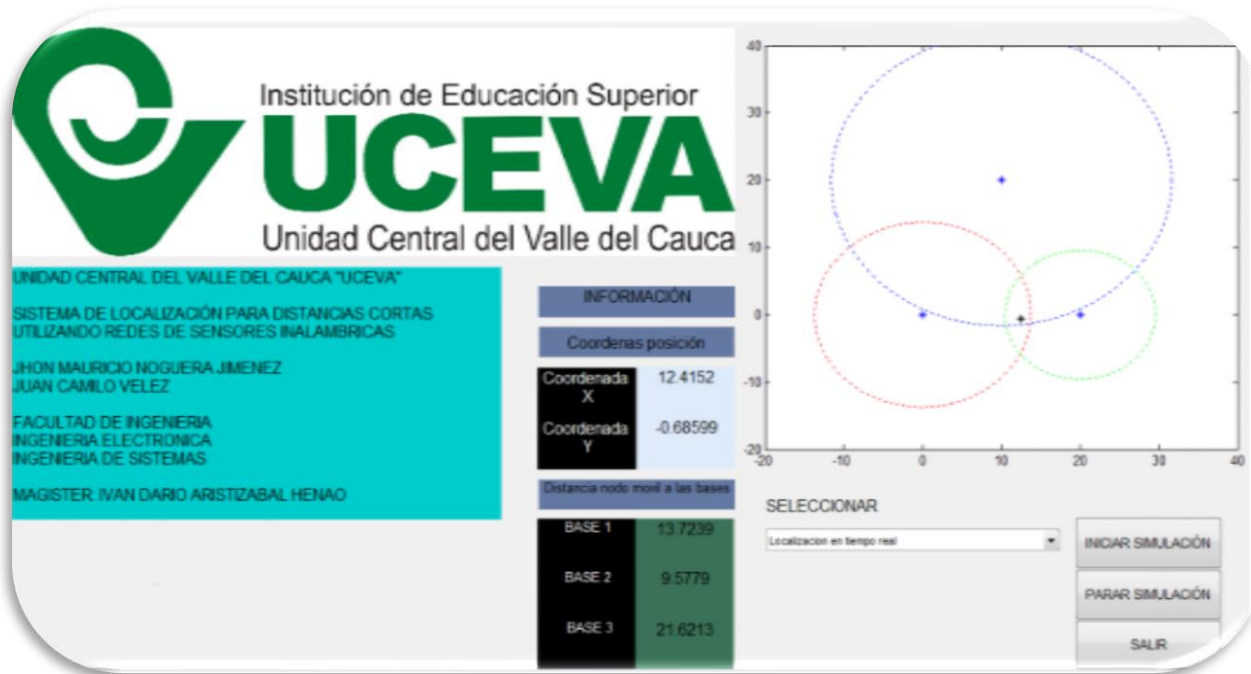 Institución de Educación Superior
UCEVA
Unidad Central del Valle del Cauca
UNIDAD CENTRAL DEL VALLE DEL CAUCA "UCEVA"
SISTEMA DE LOCALIZACIÓN PARA DISTANCIAS CORTAS
UTILIZANDO REDES DE SENSORES INALAMBRICAS
JHON MAURICIO NOGUERA JIMENEZ
JUAN CAMILO VELEZ
FACULTAD DE INGENIERIA
INGENIERIA ELECTRONICA
INGENIERIA DE SISTEMAS
MAGISTER: IVAN DARIO ARISTIZABAL HENAO
INFORMACIÓN
Coordenas posición
Coordenada X 12.4152
Coordenada Y -0.68599
Distancia nodo movil a las bases
BASE 1 13.7239
BASE 2 9.5779
BASE 3 21.6213
40
30
20
10
0
-10
-20
-20 -10 0 10 20 30 40
SELECCIONAR
Localizacion en tiempo real
INICIAR SIMULACIÓN
PARAR SIMULACIÓN
SALIR